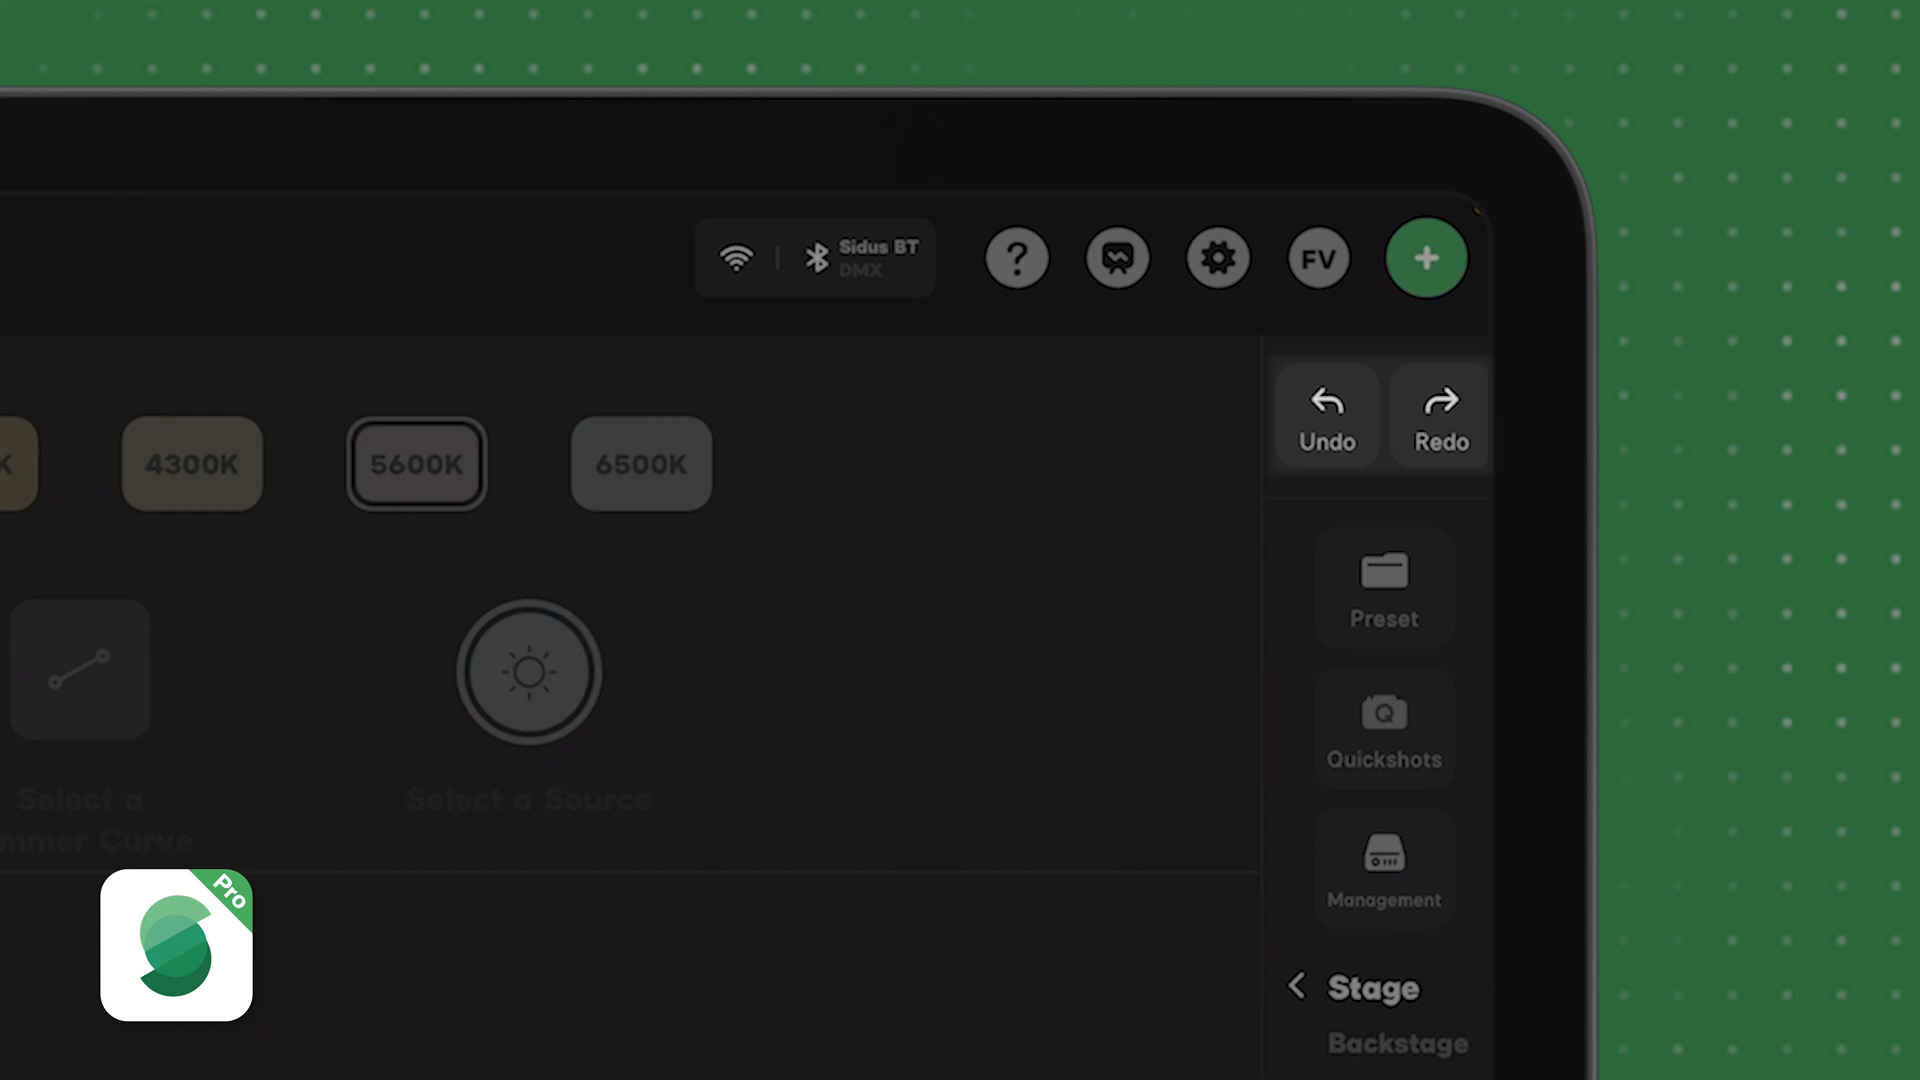 Sidus BT
DMX
FV
Undo
Redo
K
4300K
5600K
6500K
Preset
Q
Quickshots
Select a
mmer Curve
Select a Source
Management
Pro
Stage
Backstage